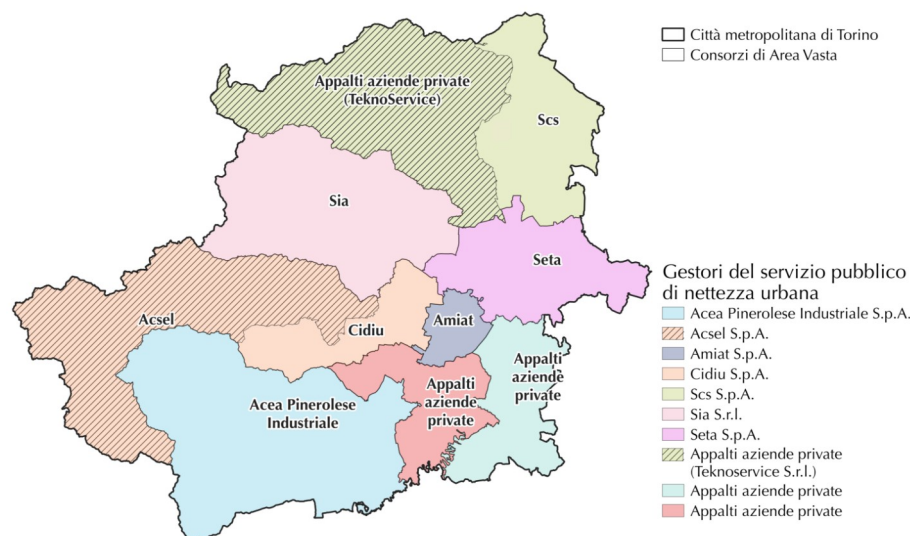 Città metropolitana di Torino
Consorzi di Area Vasta
Appalti aziende private
(TeknoService)
Scs
Sia
Seta
Acsel
Cidiu
Amiat
Appalti
aziende
private
Appalti
aziende
private
Acea Pinerolese
Industriale
Gestori del servizio pubblico
di nettezza urbana
Acea Pinerolese Industriale S.p.A.
Acsel S.p.A.
Amiat S.p.A.
Cidiu S.p.A.
Scs S.p.A.
Sia S.r.l.
Seta S.p.A.
Appalti aziende private
(Teknoservice S.r.l.)
Appalti aziende private
Appalti aziende private